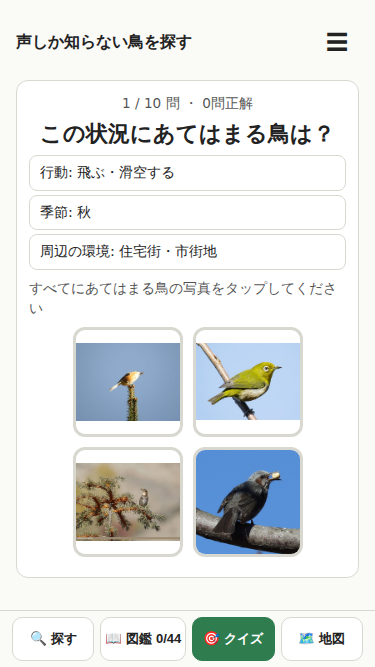 声しか知らない鳥を探す
1 / 10 問 ・ 0問正解
この状況にあてはまる鳥は？
行動: 飛ぶ・滑空する
季節: 秋
周辺の環境: 住宅街・市街地
すべてにあてはまる鳥の写真をタップしてくださ
い
🔍 探す
📖 図鑑 0/44
🎯 クイズ
🗺️ 地図